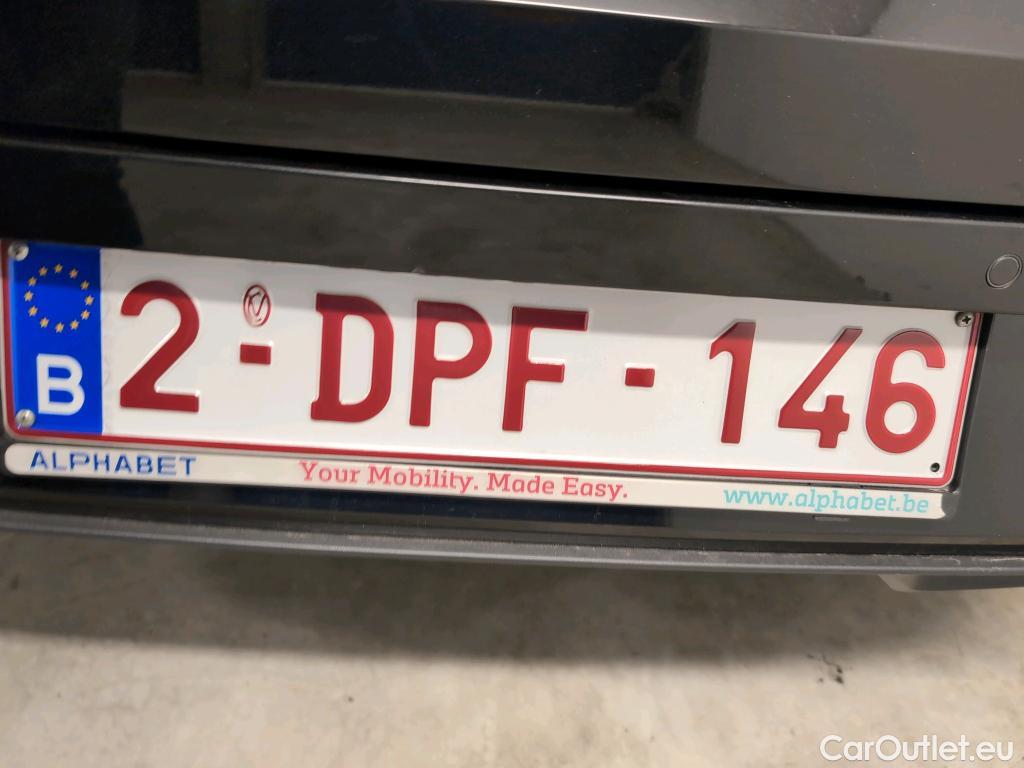 B 2-DPF-146
ALPHABET Your Mobility. Made Easy. www.alphabet.be
CarOutlet.eu